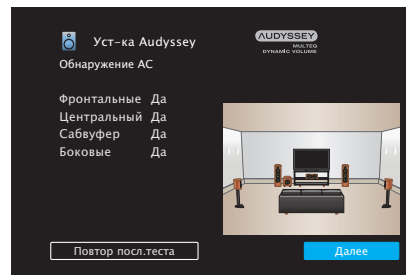 Уст-ка Audyssey
AUDYSSEY
MULTEQ
DYNAMIC VOLUME
Обнаружение АС
Фронтальные Да
Центральный Да
Сабвуфер Да
Боковые Да
Повтор посл.теста
Далее